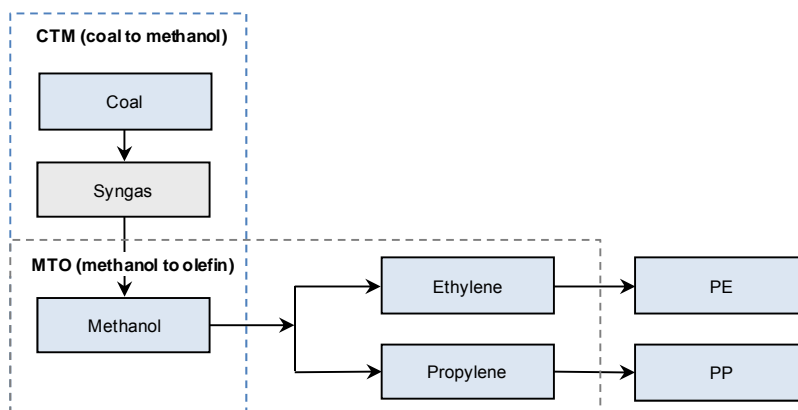 CTM (coal to methanol)
Coal
Syngas
MTO (methanol to olefin)
Ethylene
PE
Methanol
Propylene
PP